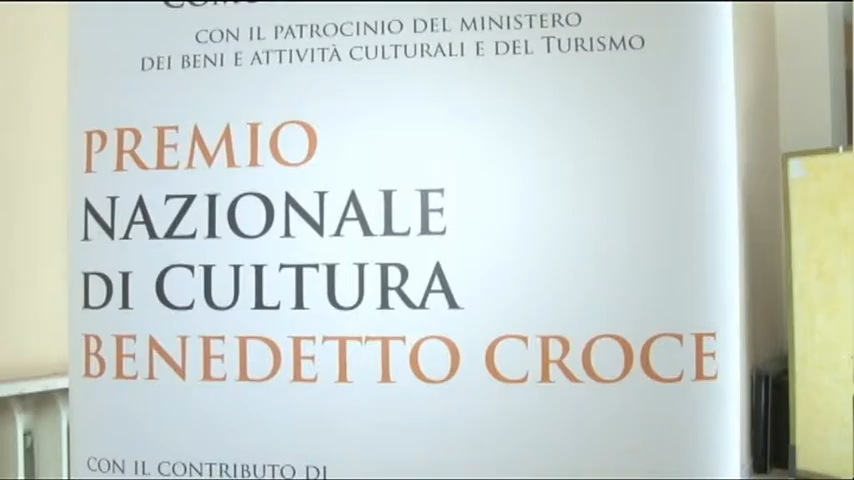 CON IL PATROCINIO DEL MINISTERO
DEI BENI E ATTIVITÀ CULTURALI E DEL TURISMO
PREMIO
NAZIONALE
DI CULTURA
BENEDETTO CROCE
CON IL CONTRIBUTO DI